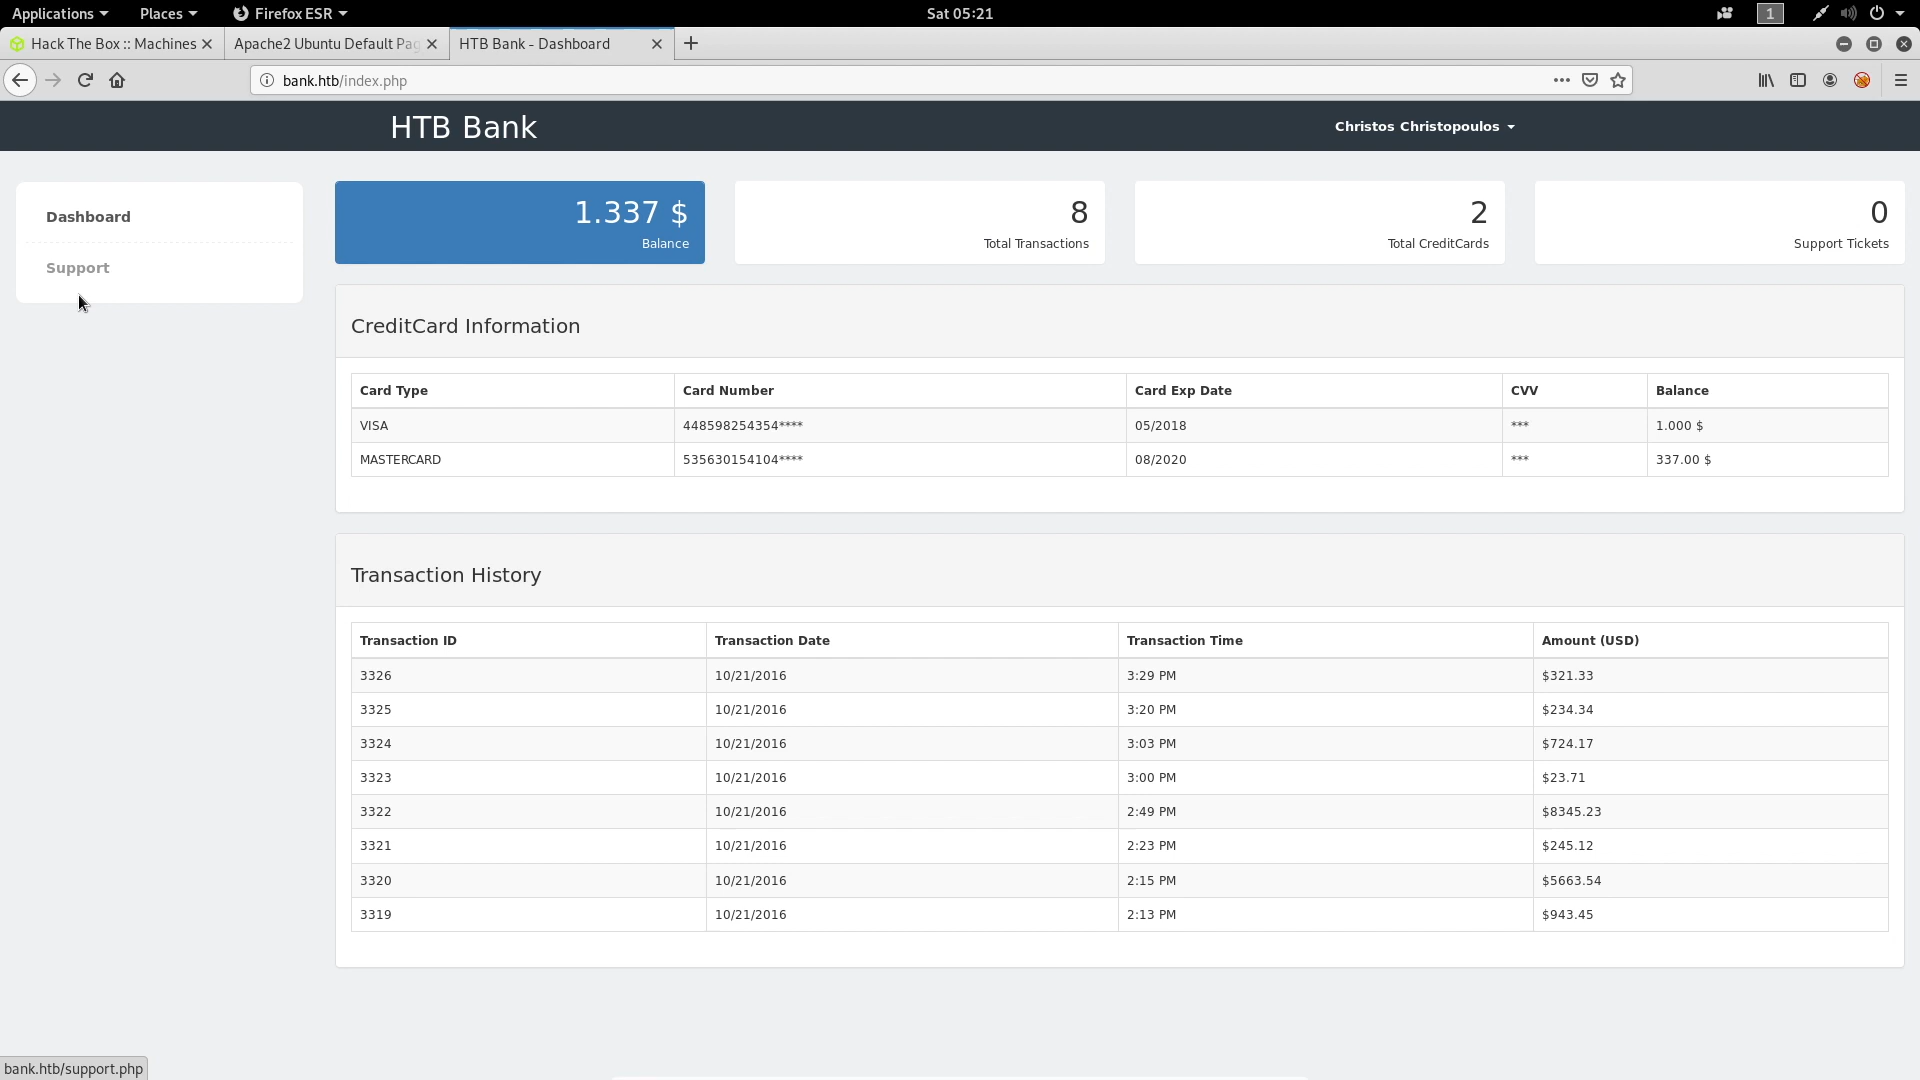 Applications Places Firefox ESR Sat 05:21 1
Hack The Box :: Machines Apache2 Ubuntu Default Pag HTB Bank - Dashboard
bank.htb/index.php
HTB Bank Christos Christopoulos
Dashboard
Support
1.337 $ 8 2 0
Balance Total Transactions Total CreditCards Support Tickets
CreditCard Information
Card Type Card Number Card Exp Date CVV Balance
VISA 448598254354**** 05/2018 *** 1.000 $
MASTERCARD 535630154104**** 08/2020 *** 337.00 $
Transaction History
Transaction ID Transaction Date Transaction Time Amount (USD)
3326 10/21/2016 3:29 PM $321.33
3325 10/21/2016 3:20 PM $234.34
3324 10/21/2016 3:03 PM $724.17
3323 10/21/2016 3:00 PM $23.71
3322 10/21/2016 2:49 PM $8345.23
3321 10/21/2016 2:23 PM $245.12
3320 10/21/2016 2:15 PM $5663.54
3319 10/21/2016 2:13 PM $943.45
bank.htb/support.php